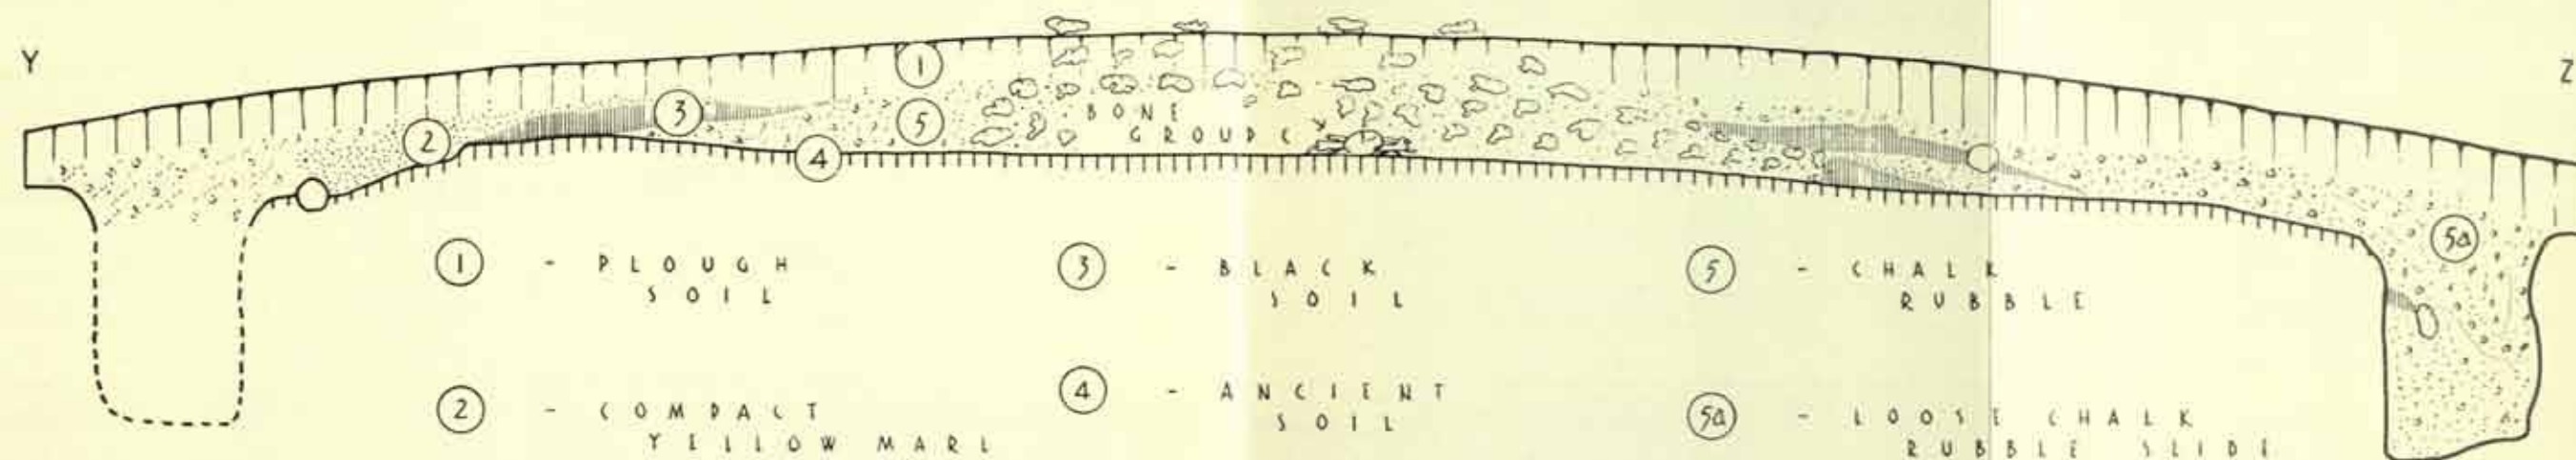 Y
Z
1
3
2
5
BONE
GROUP C
4
5a
1 - PLOUGH
SOIL
3 - BLACK
SOIL
5 - CHALK
RUBBLE
2 - COMPACT
YELLOW MARL
4 - ANCIENT
SOIL
5a - LOOSE CHALK
RUBBLE SLIDE